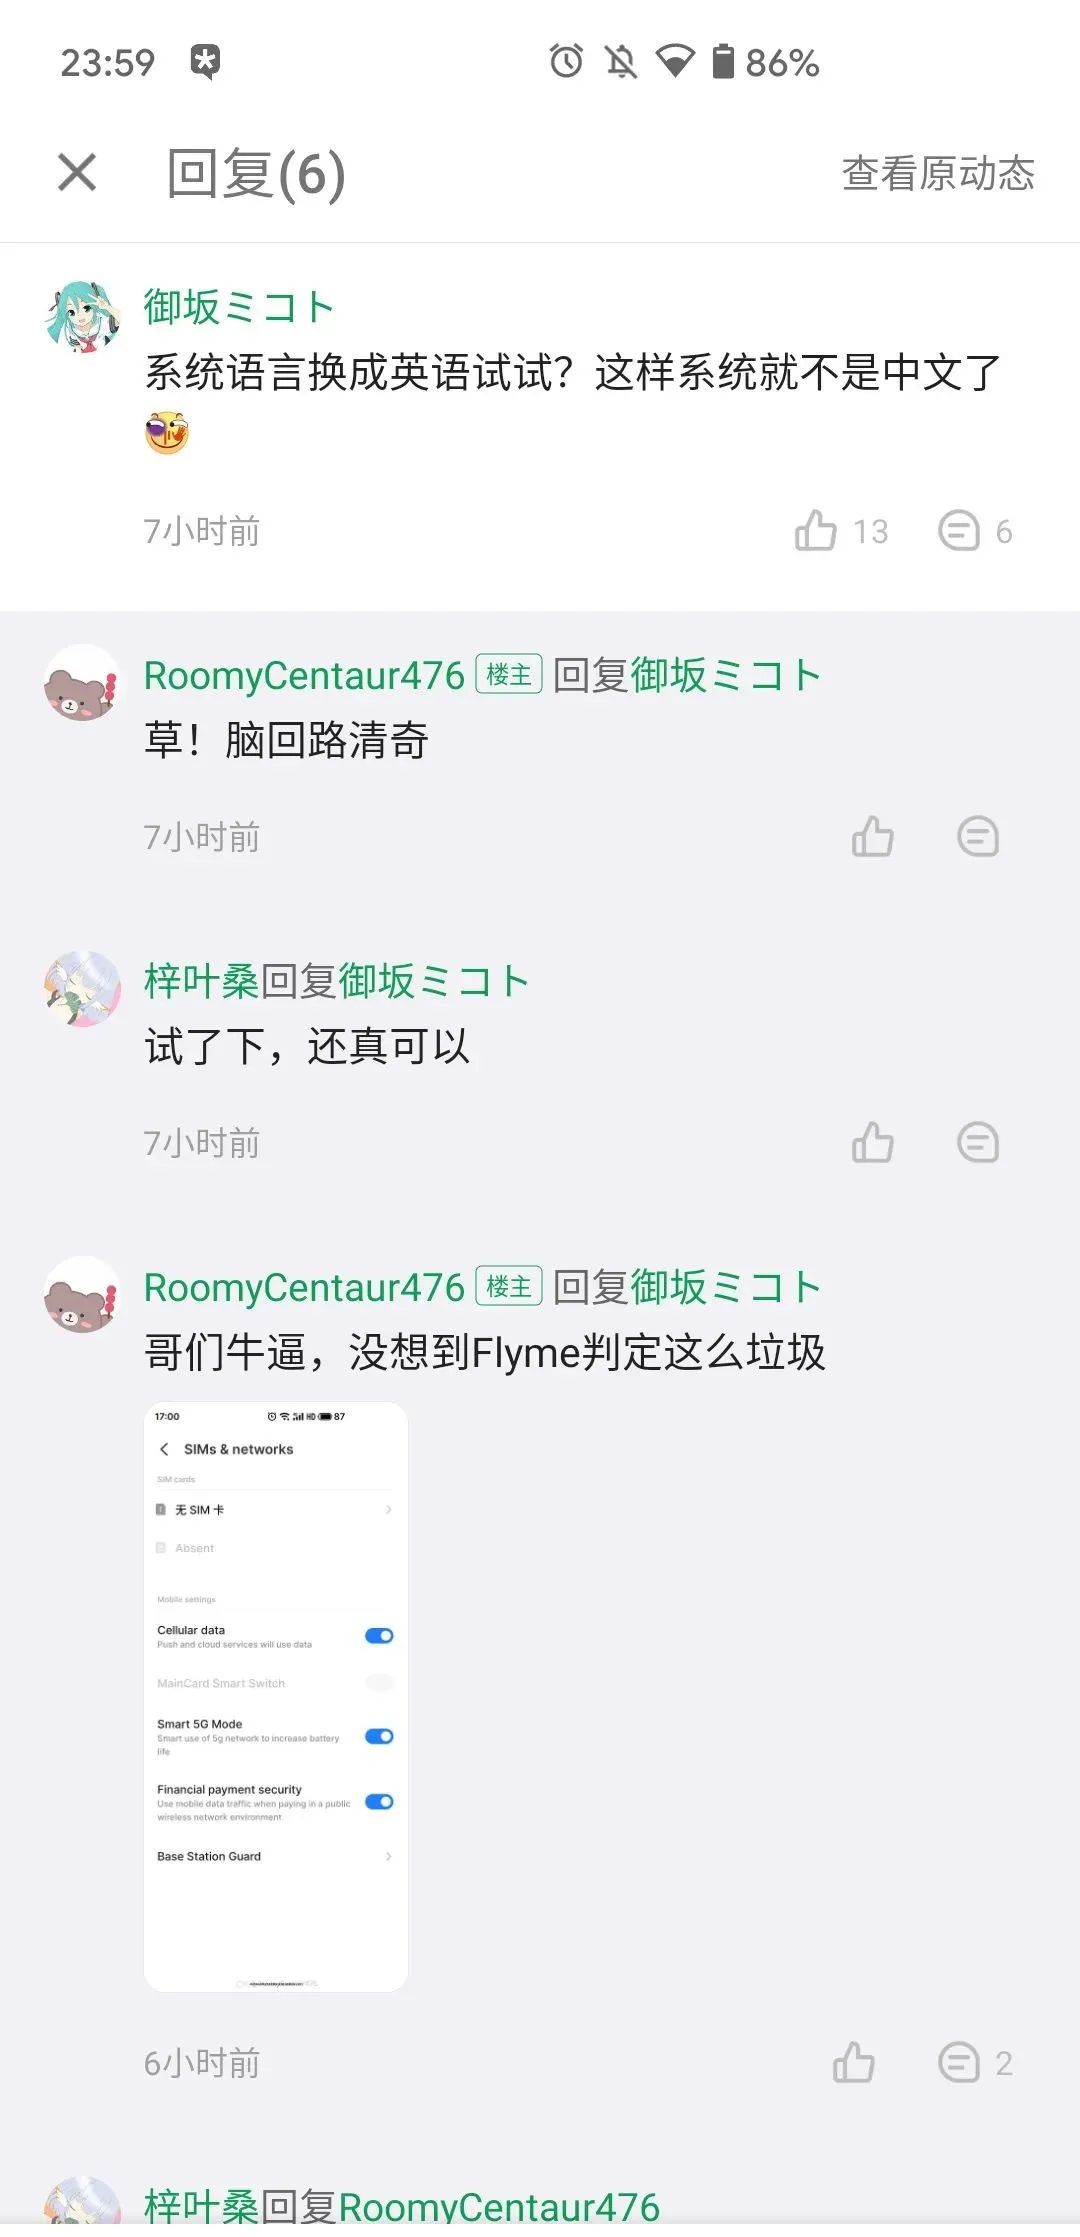 23:59
86%
回复(6)
查看原动态
御坂ミコト
系统语言换成英语试试？这样系统就不是中文了
7小时前
13
6
RoomyCentaur476 楼主 回复御坂ミコト
草！脑回路清奇
7小时前
梓叶桑回复御坂ミコト
试了下，还真可以
7小时前
RoomyCentaur476 楼主 回复御坂ミコト
哥们牛逼，没想到Flyme判定这么垃圾
17:00
HD 87
SIMs & networks
SIM cards
无 SIM 卡
Absent
Mobile settings
Cellular data
Push and cloud services will use data
MainCard Smart Switch
Smart 5G Mode
Smart use of 5g network to increase battery
life
Financial payment security
Use mobile data traffic when paying in a public
wireless network environment
Base Station Guard
6小时前
2
梓叶桑回复RoomyCentaur476